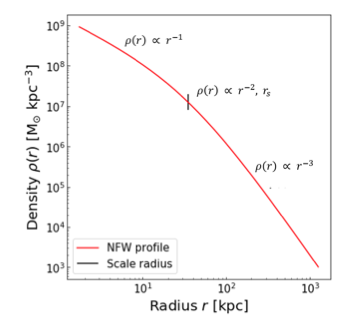 10⁹
10⁸
10⁷
10⁶
10⁵
10⁴
10³
Density ρ(r) [M☉ kpc⁻³]
ρ(r) ∝ r⁻¹
ρ(r) ∝ r⁻², rₛ
ρ(r) ∝ r⁻³
NFW profile
Scale radius
10¹ 10² 10³
Radius r [kpc]